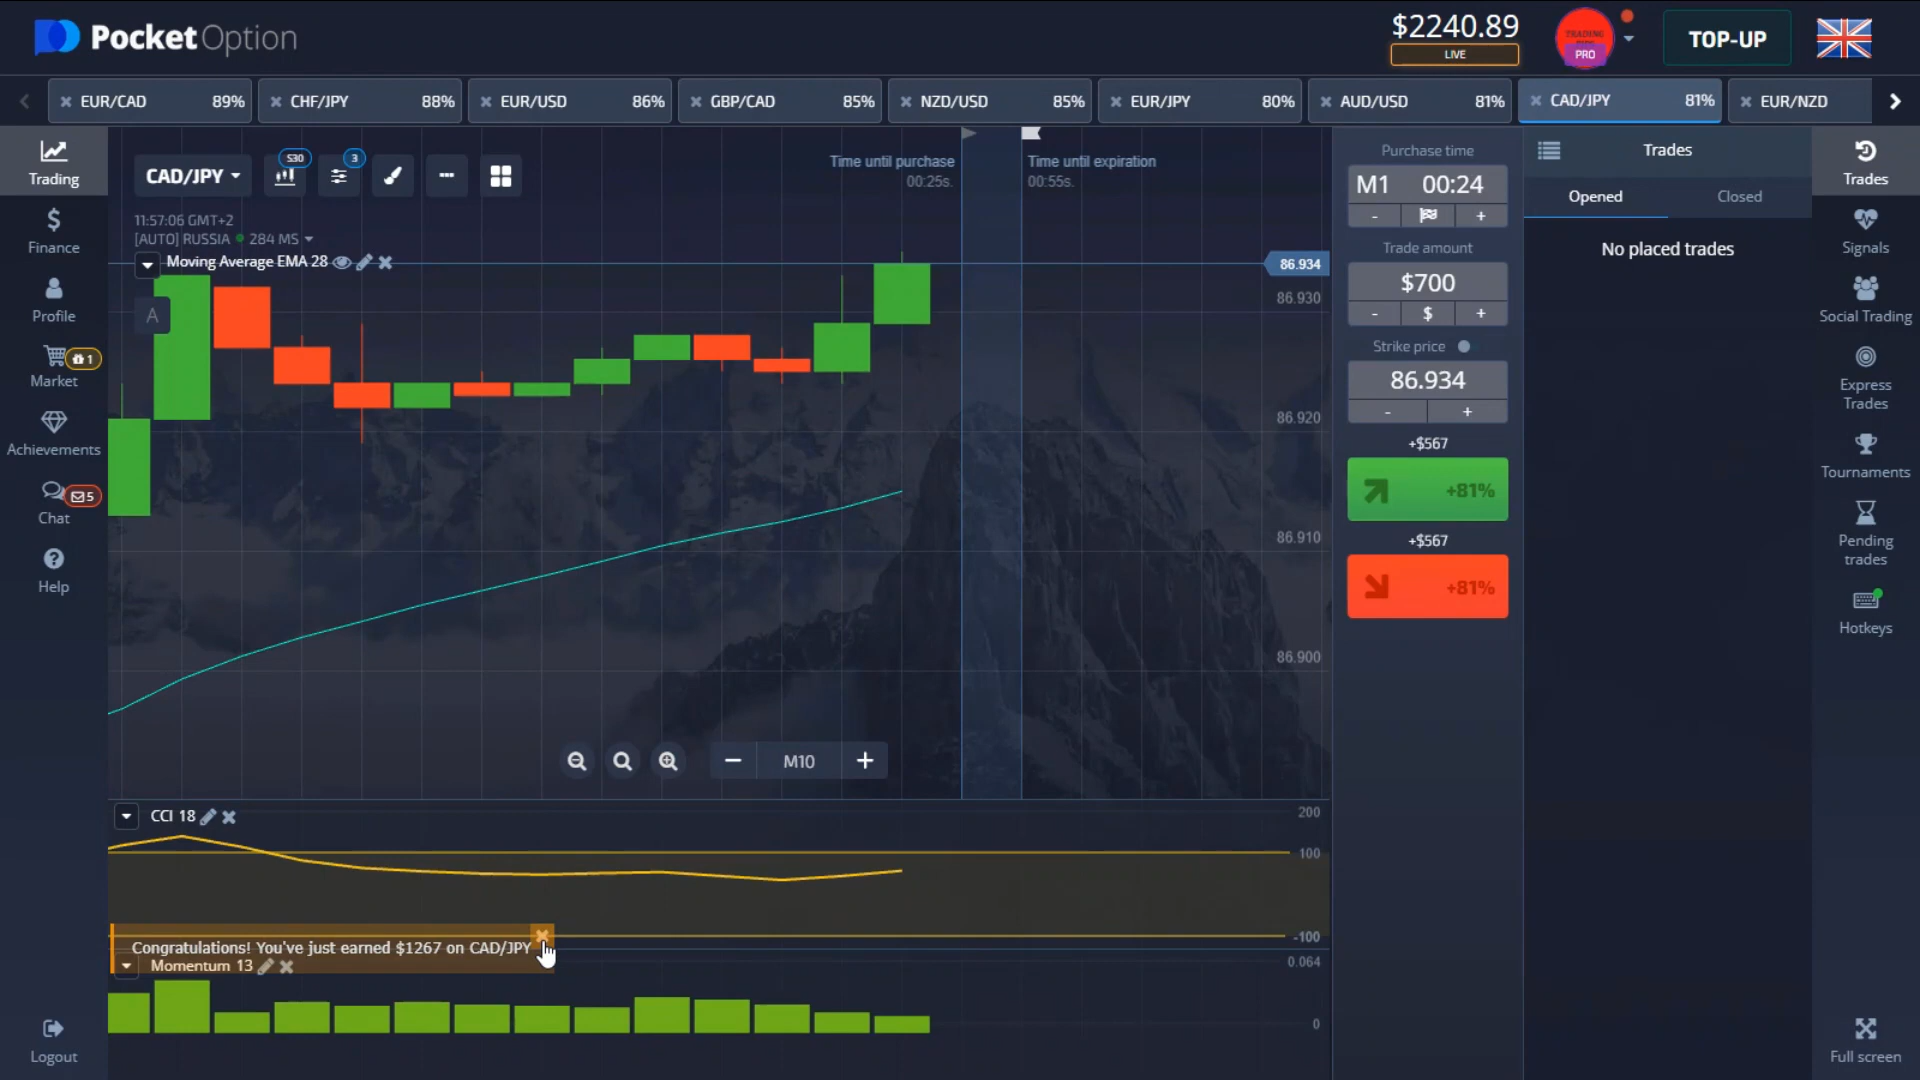 Pocket Option
$2240.89
LIVE
TRADING
PRO
TOP-UP
EUR/CAD 89%
CHF/JPY 88%
EUR/USD 86%
GBP/CAD 85%
NZD/USD 85%
EUR/JPY 80%
AUD/USD 81%
CAD/JPY 81%
EUR/NZD
Trading
Finance
Profile
1
Market
Achievements
5
Chat
Help
Logout
CAD/JPY
S30
3
11:57:06 GMT+2
[AUTO] RUSSIA 284 MS
Moving Average EMA 28
A
Time until purchase
00:25s.
Time until expiration
00:55s.
86.934
86.930
86.920
86.910
86.900
M10
CCI 18
200
100
-100
Congratulations! You've just earned $1267 on CAD/JPY
Momentum 13
0.064
0
Purchase time
M1 00:24
- +
Trade amount
$700
- $ +
Strike price
86.934
- +
+$567
+81%
+$567
+81%
Trades
Opened Closed
No placed trades
Trades
Signals
Social Trading
Express
Trades
Tournaments
Pending
trades
Hotkeys
Full screen